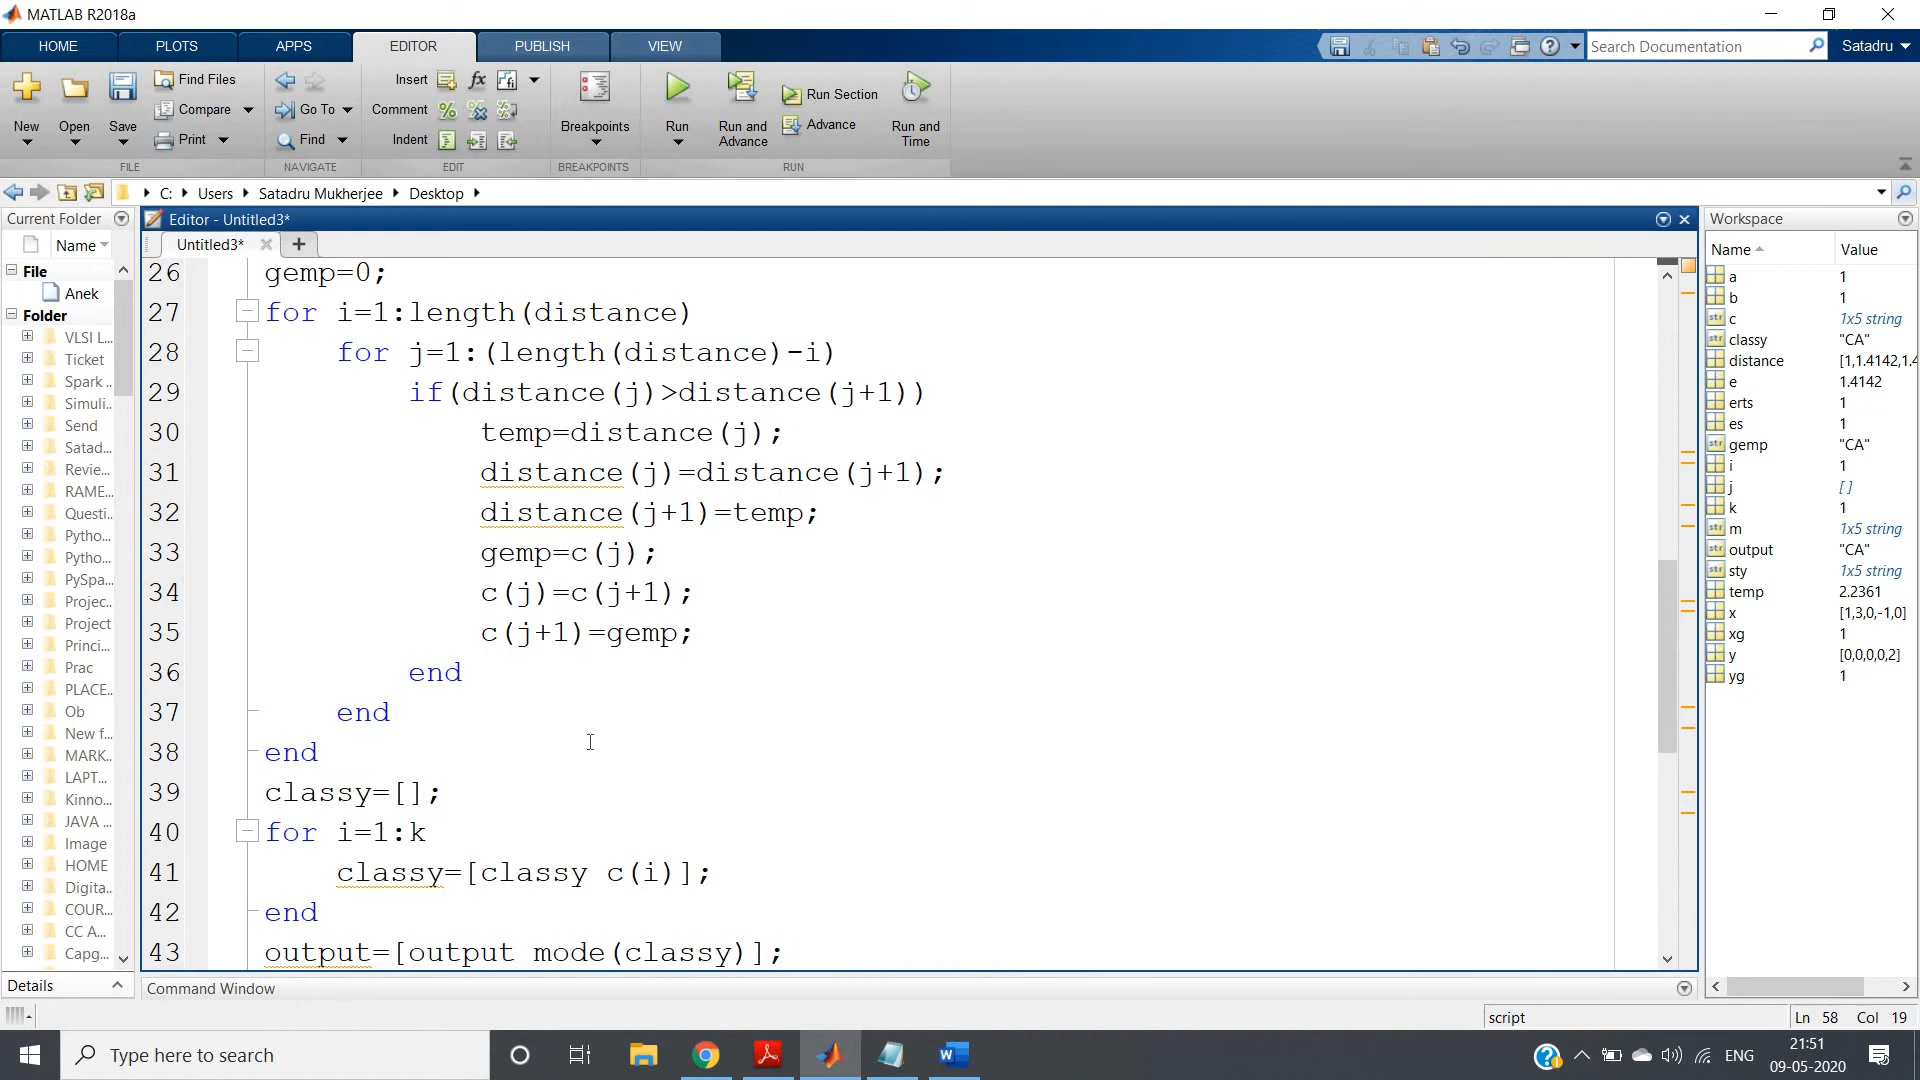 MATLAB R2018a
HOME PLOTS APPS EDITOR PUBLISH VIEW
Search Documentation
Satadru
New Open Save
Find Files
Compare
Print
FILE
Go To
Find
NAVIGATE
Insert
Comment
Indent
EDIT
Breakpoints
BREAKPOINTS
Run
Run and Advance
Run Section
Advance
Run and Time
RUN
C: Users Satadru Mukherjee Desktop
Current Folder
Name
File
Anek
Folder
VLSI L...
Ticket
Spark ...
Simuli...
Send
Satad...
Revie...
RAME...
Questi...
Pytho...
Pytho...
PySpa...
Projec...
Project
Princi...
Prac
PLACE...
Ob
New f...
MARK...
LAPT...
Kinno...
JAVA ...
Image
HOME
Digita...
COUR...
CC A...
Capg...
Details
Editor - Untitled3*
Untitled3*
26 gemp=0;
27 for i=1:length(distance)
28 for j=1:(length(distance)-i)
29 if(distance(j)>distance(j+1))
30 temp=distance(j);
31 distance(j)=distance(j+1);
32 distance(j+1)=temp;
33 gemp=c(j);
34 c(j)=c(j+1);
35 c(j+1)=gemp;
36 end
37 end
38 end
39 classy=[];
40 for i=1:k
41 classy=[classy c(i)];
42 end
43 output=[output mode(classy)];
Command Window
Workspace
Name Value
a 1
b 1
c 1x5 string
classy "CA"
distance [1,1.4142,1.4
e 1.4142
erts 1
es 1
gemp "CA"
i 1
j []
k 1
m 1x5 string
output "CA"
sty 1x5 string
temp 2.2361
x [1,3,0,-1,0]
xg 1
y [0,0,0,0,2]
yg 1
script
Ln 58 Col 19
Type here to search
ENG
21:51
09-05-2020